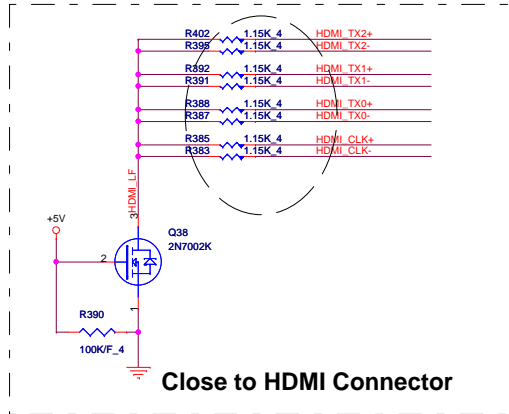 R402 1.15K_4 HDMI_TX2+
R395 1.15K_4 HDMI_TX2-
R392 1.15K_4 HDMI_TX1+
R391 1.15K_4 HDMI_TX1-
R388 1.15K_4 HDMI_TX0+
R387 1.15K_4 HDMI_TX0-
R385 1.15K_4 HDMI_CLK+
R383 1.15K_4 HDMI_CLK-
HDMI_LF
+5V
3
Q38
2N7002K
2
1
R390
100K/F_4
Close to HDMI Connector